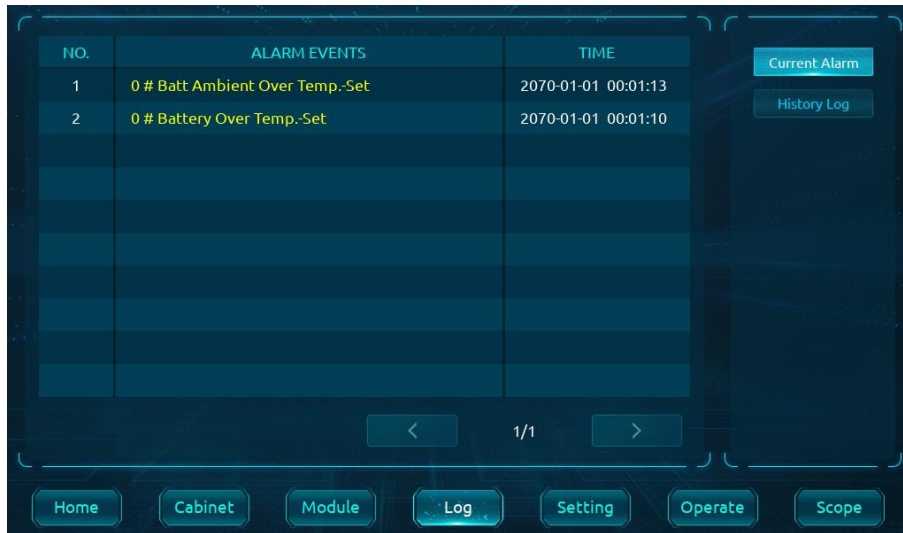 NO. ALARM EVENTS TIME
Current Alarm
1 0 # Batt Ambient Over Temp.-Set 2070-01-01 00:01:13
History Log
2 0 # Battery Over Temp.-Set 2070-01-01 00:01:10
< 1/1 >
Home Cabinet Module Log Setting Operate Scope